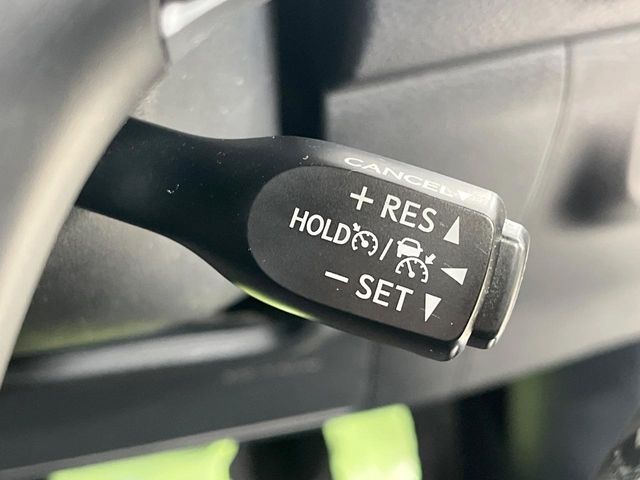 CANCEL
+ RES
HOLD /
− SET